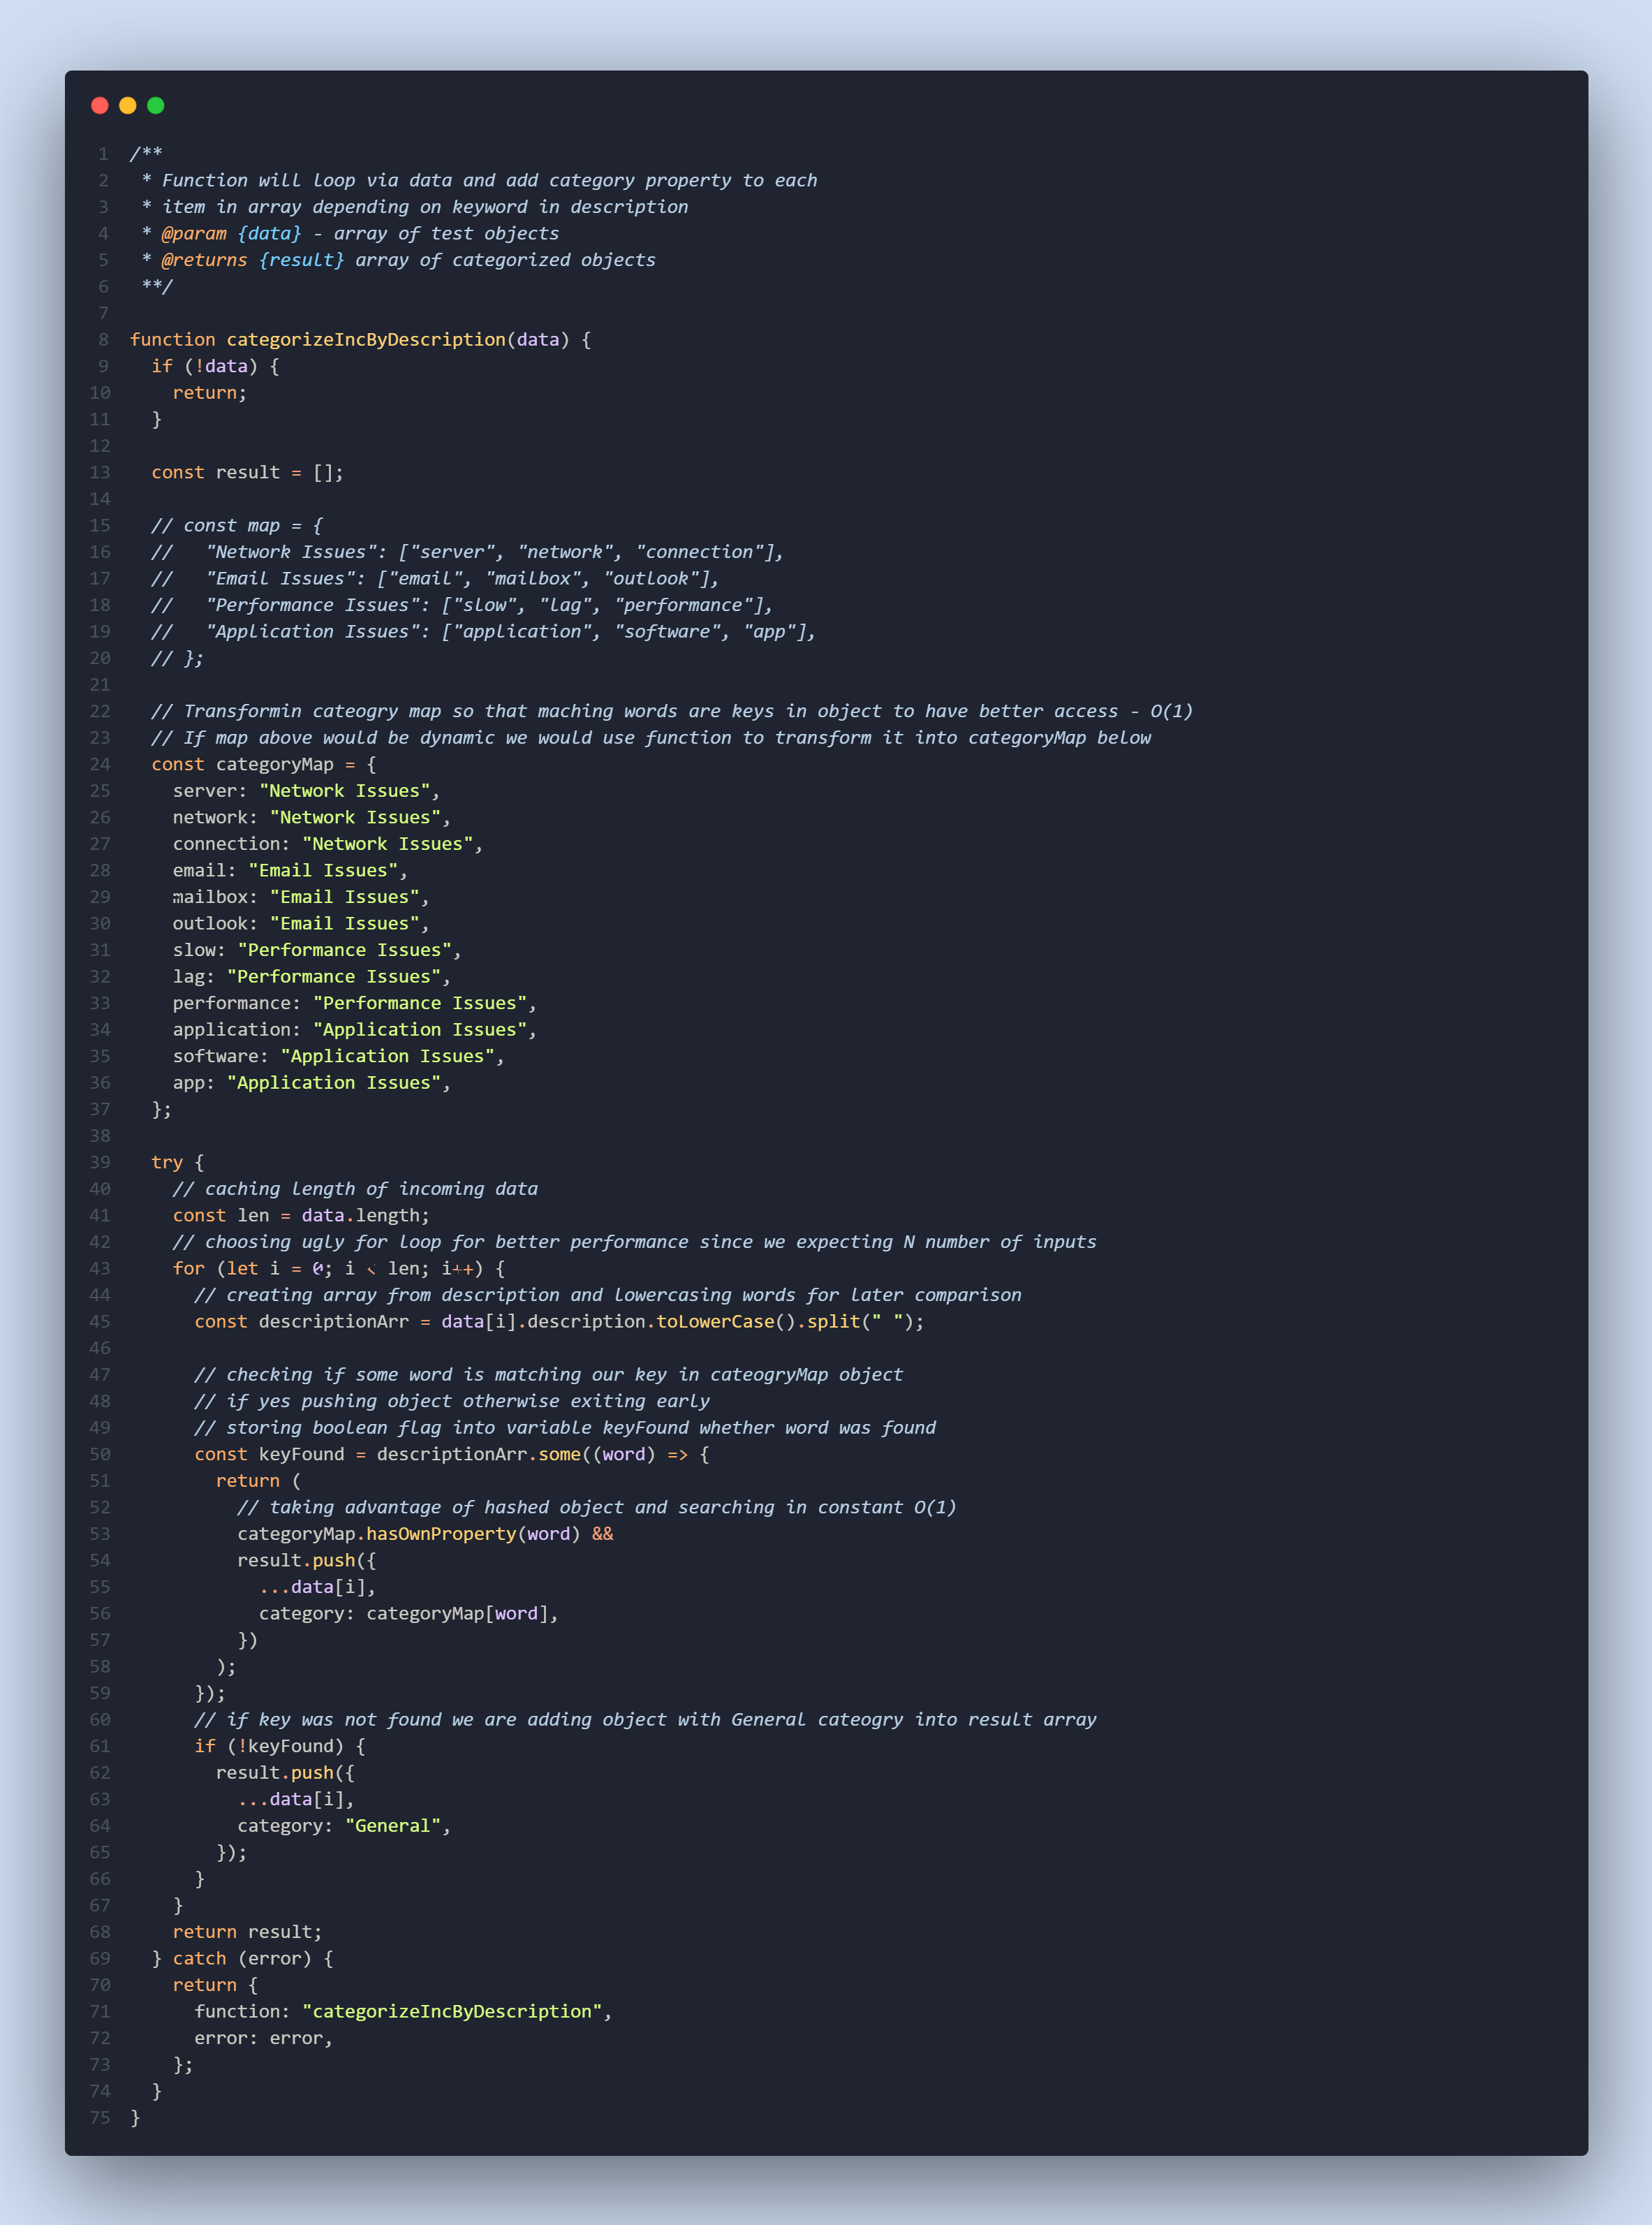 1 /**
2  * Function will loop via data and add category property to each
3  * item in array depending on keyword in description
4  * @param {data} - array of test objects
5  * @returns {result} array of categorized objects
6  **/
7
8 function categorizeIncByDescription(data) {
9   if (!data) {
10     return;
11   }
12
13   const result = [];
14
15   // const map = {
16   //   "Network Issues": ["server", "network", "connection"],
17   //   "Email Issues": ["email", "mailbox", "outlook"],
18   //   "Performance Issues": ["slow", "lag", "performance"],
19   //   "Application Issues": ["application", "software", "app"],
20   // };
21
22   // Transformin cateogry map so that maching words are keys in object to have better access - O(1)
23   // If map above would be dynamic we would use function to transform it into categoryMap below
24   const categoryMap = {
25     server: "Network Issues",
26     network: "Network Issues",
27     connection: "Network Issues",
28     email: "Email Issues",
29     mailbox: "Email Issues",
30     outlook: "Email Issues",
31     slow: "Performance Issues",
32     lag: "Performance Issues",
33     performance: "Performance Issues",
34     application: "Application Issues",
35     software: "Application Issues",
36     app: "Application Issues",
37   };
38
39   try {
40     // caching length of incoming data
41     const len = data.length;
42     // choosing ugly for loop for better performance since we expecting N number of inputs
43     for (let i = 0; i < len; i++) {
44       // creating array from description and lowercasing words for later comparison
45       const descriptionArr = data[i].description.toLowerCase().split(" ");
46
47       // checking if some word is matching our key in cateogryMap object
48       // if yes pushing object otherwise exiting early
49       // storing boolean flag into variable keyFound whether word was found
50       const keyFound = descriptionArr.some((word) => {
51         return (
52           // taking advantage of hashed object and searching in constant O(1)
53           categoryMap.hasOwnProperty(word) &&
54           result.push({
55             ...data[i],
56             category: categoryMap[word],
57           })
58         );
59       });
60       // if key was not found we are adding object with General cateogry into result array
61       if (!keyFound) {
62         result.push({
63           ...data[i],
64           category: "General",
65         });
66       }
67     }
68     return result;
69   } catch (error) {
70     return {
71       function: "categorizeIncByDescription",
72       error: error,
73     };
74   }
75 }